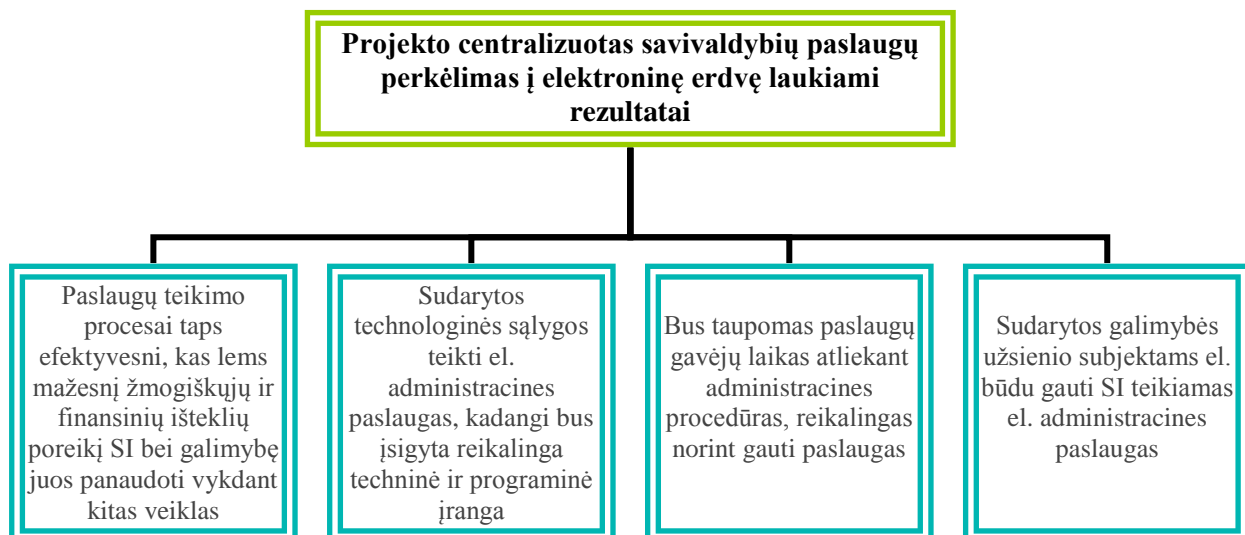 Projekto centralizuotas savivaldybių paslaugų
perkėlimas į elektroninę erdvę laukiami
rezultatai
Paslaugų teikimo
procesai taps
efektyvesni, kas lems
mažesnį žmogiškųjų ir
finansinių išteklių
poreikį SI bei galimybę
juos panaudoti vykdant
kitas veiklas
Sudarytos
technologinės sąlygos
teikti el.
administracines
paslaugas, kadangi bus
įsigyta reikalinga
techninė ir programinė
įranga
Bus taupomas paslaugų
gavėjų laikas atliekant
administracines
procedūras, reikalingas
norint gauti paslaugas
Sudarytos galimybės
užsienio subjektams el.
būdu gauti SI teikiamas
el. administracines
paslaugas